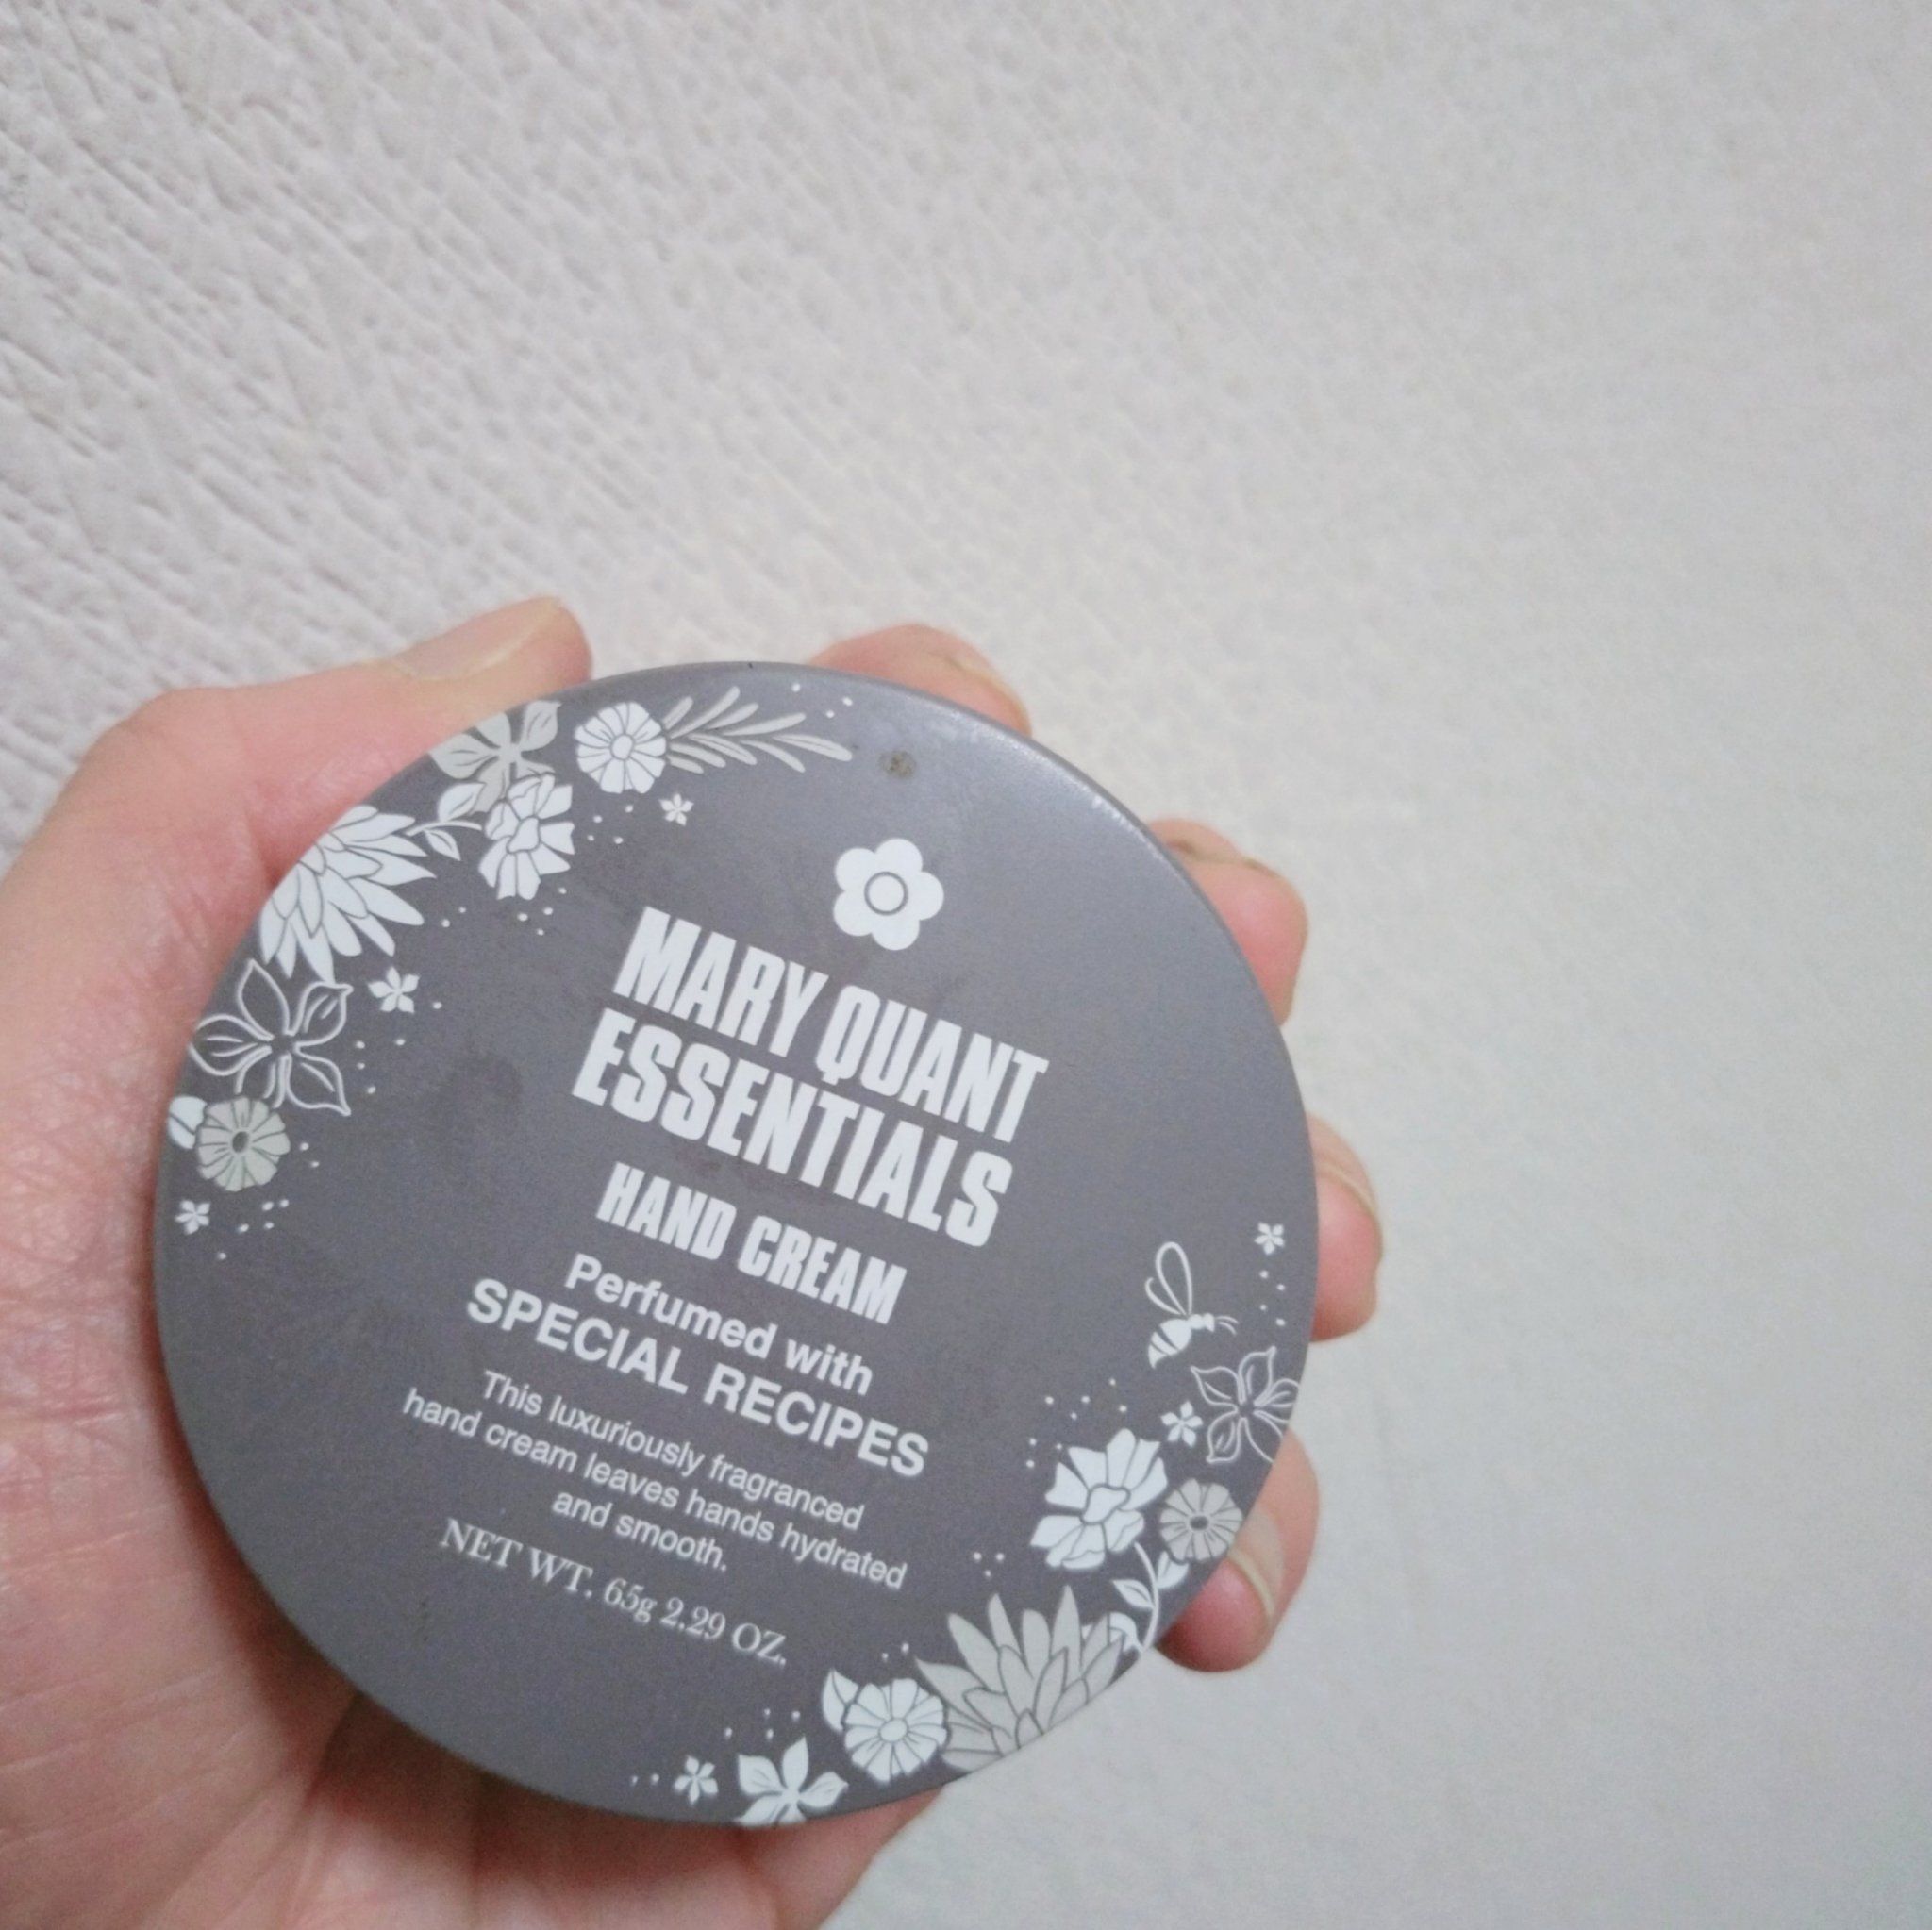 MARY QUANT
ESSENTIALS
HAND CREAM
Perfumed with
SPECIAL RECIPES
This luxuriously fragranced
hand cream leaves hands hydrated
and smooth.
NET WT. 65g 2.29 OZ.